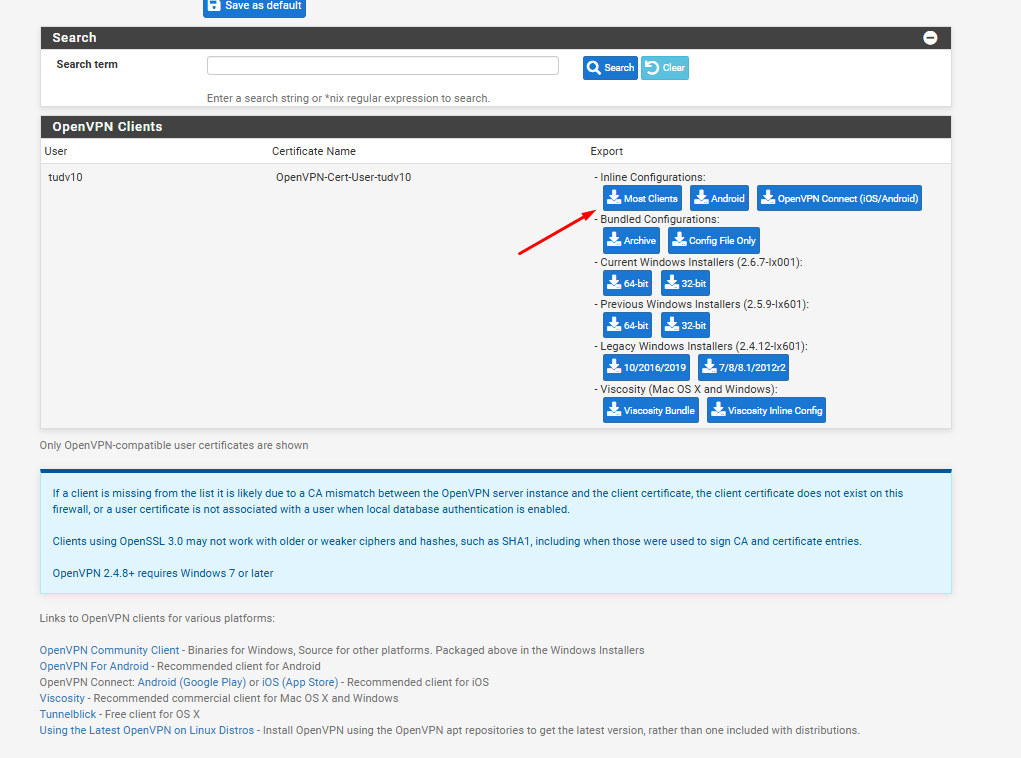 Save as default
Search
Search term
Search
Clear
Enter a search string or *nix regular expression to search.
OpenVPN Clients
User Certificate Name Export
tudv10 OpenVPN-Cert-User-tudv10 - Inline Configurations:
Most Clients Android OpenVPN Connect (iOS/Android)
- Bundled Configurations:
Archive Config File Only
- Current Windows Installers (2.6.7-Ix001):
64-bit 32-bit
- Previous Windows Installers (2.5.9-Ix601):
64-bit 32-bit
- Legacy Windows Installers (2.4.12-Ix601):
10/2016/2019 7/8/8.1/2012r2
- Viscosity (Mac OS X and Windows):
Viscosity Bundle Viscosity Inline Config
Only OpenVPN-compatible user certificates are shown
If a client is missing from the list it is likely due to a CA mismatch between the OpenVPN server instance and the client certificate, the client certificate does not exist on this
firewall, or a user certificate is not associated with a user when local database authentication is enabled.
Clients using OpenSSL 3.0 may not work with older or weaker ciphers and hashes, such as SHA1, including when those were used to sign CA and certificate entries.
OpenVPN 2.4.8+ requires Windows 7 or later
Links to OpenVPN clients for various platforms:
OpenVPN Community Client - Binaries for Windows, Source for other platforms. Packaged above in the Windows Installers
OpenVPN For Android - Recommended client for Android
OpenVPN Connect: Android (Google Play) or iOS (App Store) - Recommended client for iOS
Viscosity - Recommended commercial client for Mac OS X and Windows
Tunnelblick - Free client for OS X
Using the Latest OpenVPN on Linux Distros - Install OpenVPN using the OpenVPN apt repositories to get the latest version, rather than one included with distributions.